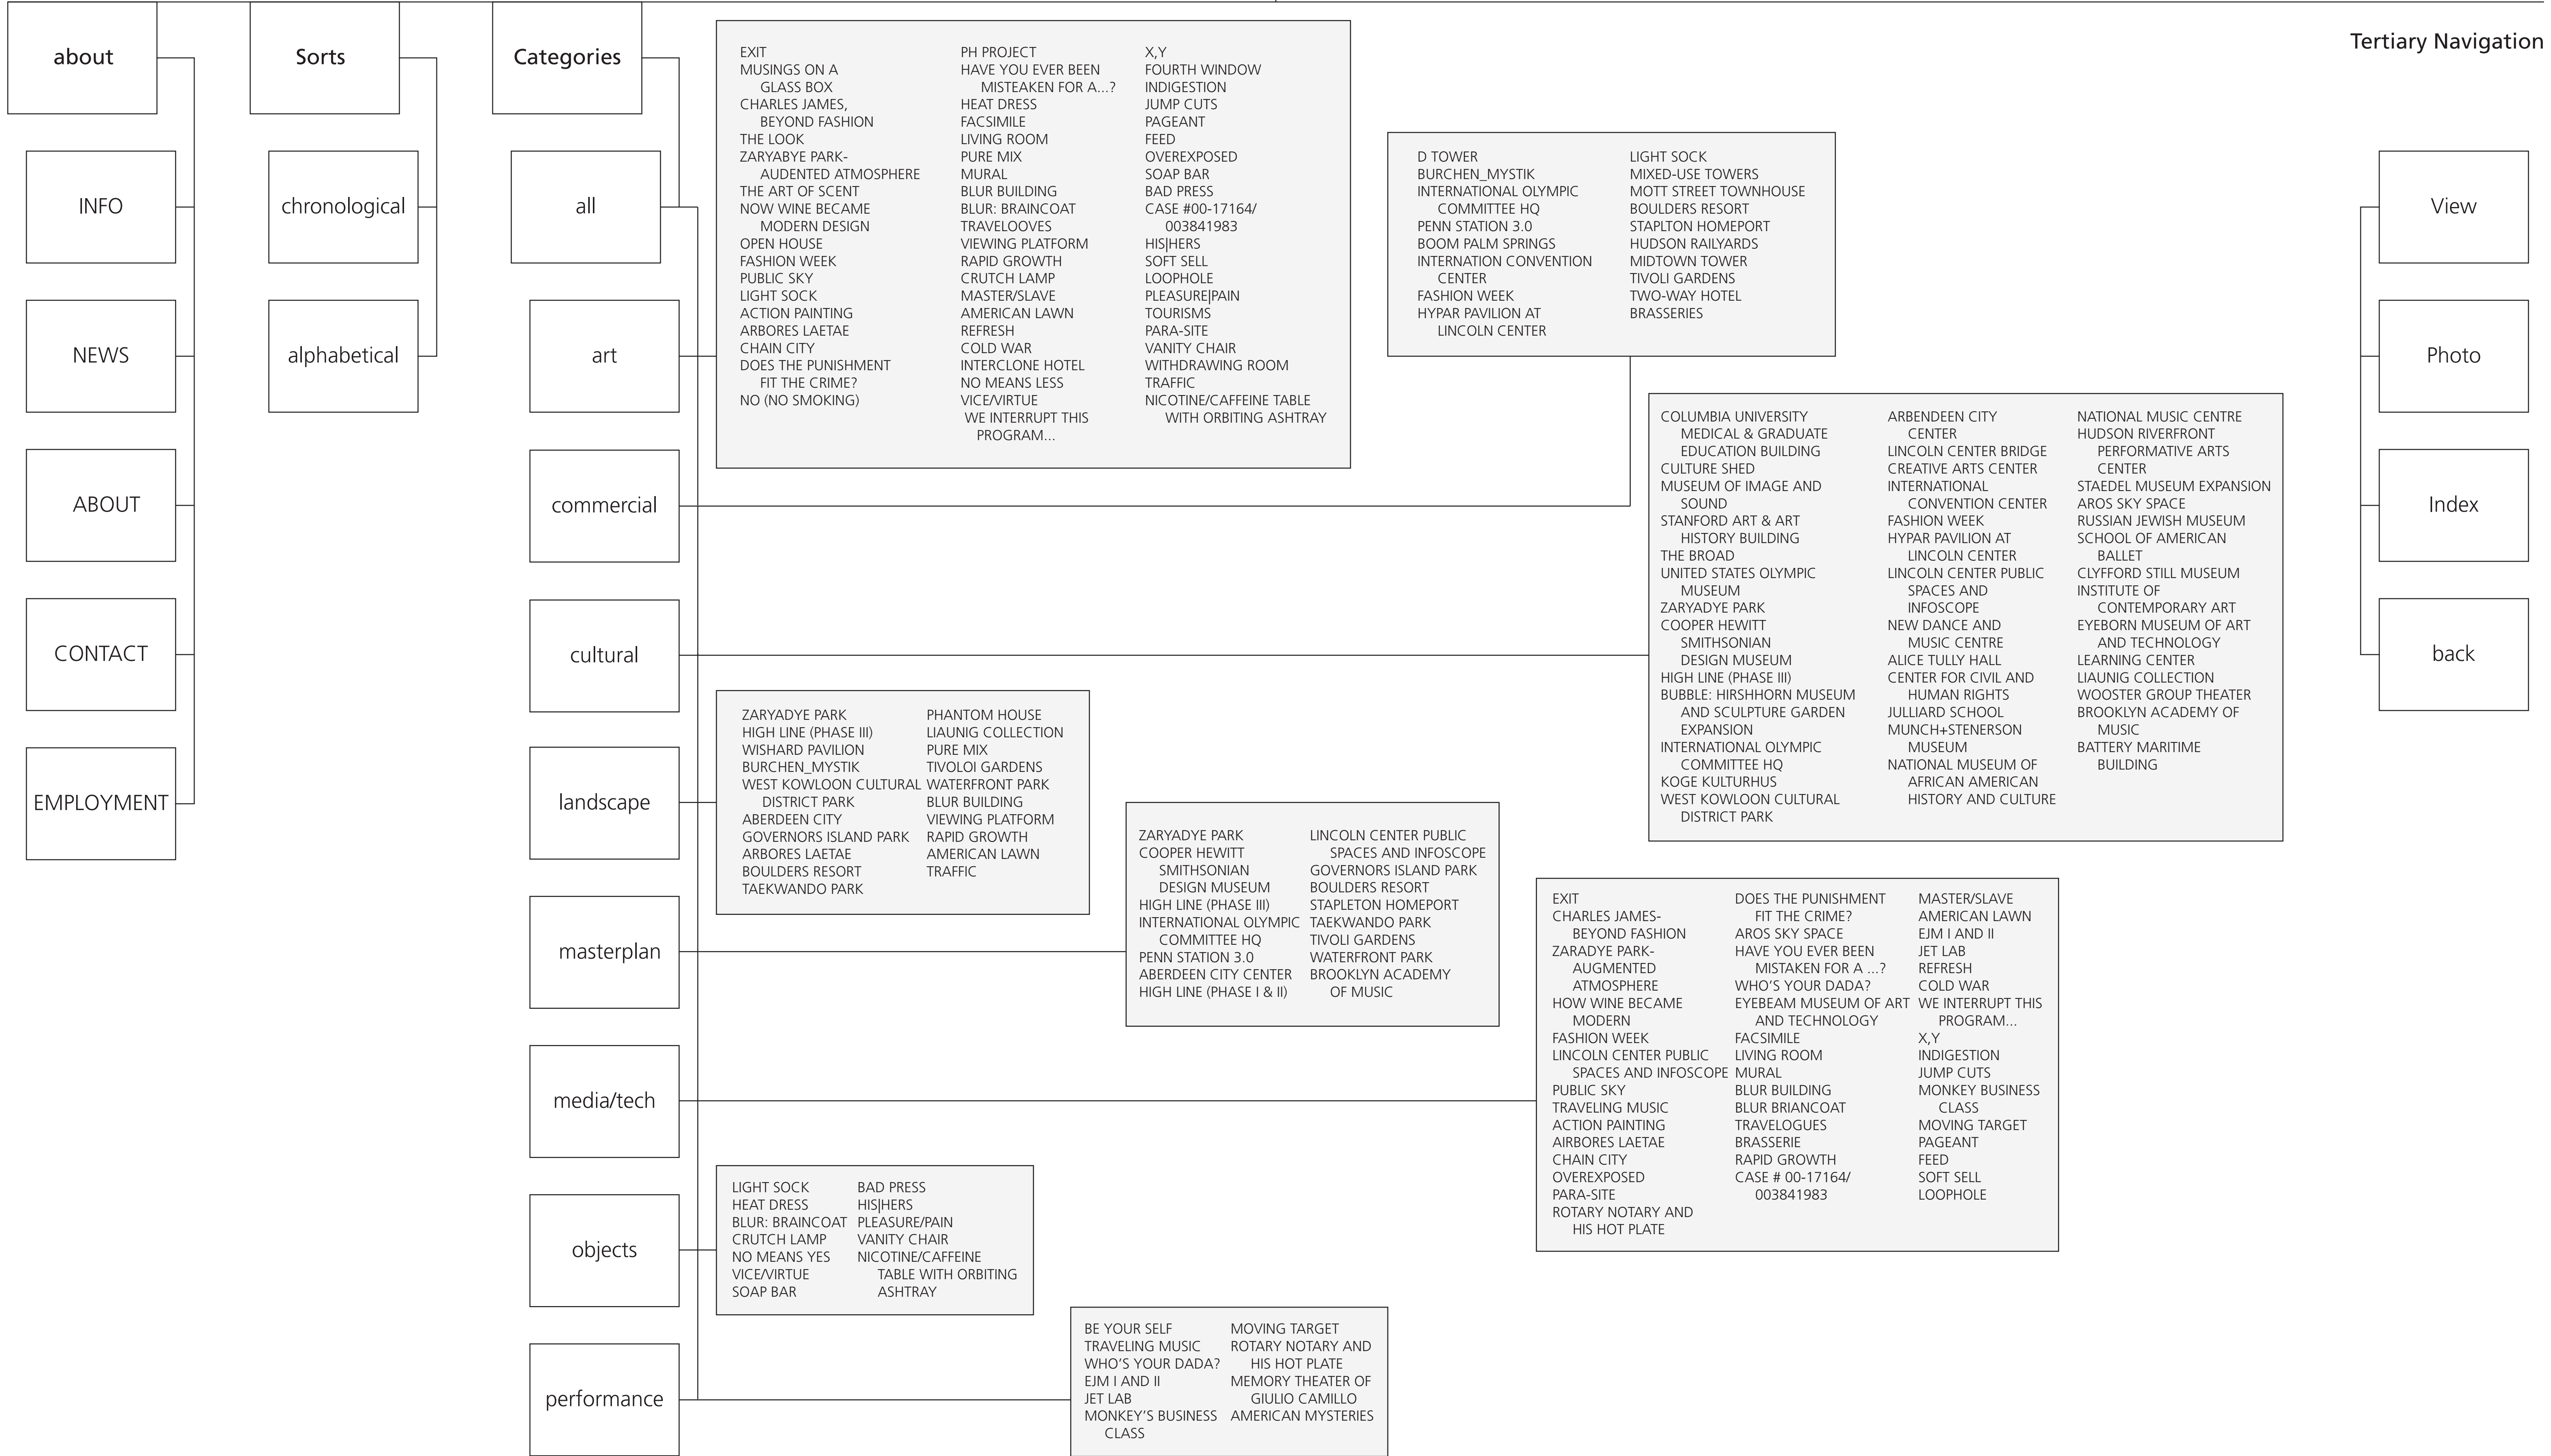 about
INFO
NEWS
ABOUT
CONTACT
EMPLOYMENT
Sorts
chronological
alphabetical
Categories
all
art
EXIT
MUSINGS ON A
GLASS BOX
CHARLES JAMES,
BEYOND FASHION
THE LOOK
ZARYABYE PARK-
AUDENTED ATMOSPHERE
THE ART OF SCENT
NOW WINE BECAME
MODERN DESIGN
OPEN HOUSE
FASHION WEEK
PUBLIC SKY
LIGHT SOCK
ACTION PAINTING
ARBORES LAETAE
CHAIN CITY
DOES THE PUNISHMENT
FIT THE CRIME?
NO (NO SMOKING)
PH PROJECT
HAVE YOU EVER BEEN
MISTEAKEN FOR A...?
HEAT DRESS
FACSIMILE
LIVING ROOM
PURE MIX
MURAL
BLUR BUILDING
BLUR: BRAINCOAT
TRAVELOOVES
VIEWING PLATFORM
RAPID GROWTH
CRUTCH LAMP
MASTER/SLAVE
AMERICAN LAWN
REFRESH
COLD WAR
INTERCLONE HOTEL
NO MEANS LESS
VICE/VIRTUE
WE INTERRUPT THIS
PROGRAM...
X,Y
FOURTH WINDOW
INDIGESTION
JUMP CUTS
PAGEANT
FEED
OVEREXPOSED
SOAP BAR
BAD PRESS
CASE #00-17164/
003841983
HIS|HERS
SOFT SELL
LOOPHOLE
PLEASURE|PAIN
TOURISMS
PARA-SITE
VANITY CHAIR
WITHDRAWING ROOM
TRAFFIC
NICOTINE/CAFFEINE TABLE
WITH ORBITING ASHTRAY
commercial
D TOWER
BURCHEN_MYSTIK
INTERNATIONAL OLYMPIC
COMMITTEE HQ
PENN STATION 3.0
BOOM PALM SPRINGS
INTERNATION CONVENTION
CENTER
FASHION WEEK
HYPAR PAVILION AT
LINCOLN CENTER
LIGHT SOCK
MIXED-USE TOWERS
MOTT STREET TOWNHOUSE
BOULDERS RESORT
STAPLTON HOMEPORT
HUDSON RAILYARDS
MIDTOWN TOWER
TIVOLI GARDENS
TWO-WAY HOTEL
BRASSERIES
cultural
COLUMBIA UNIVERSITY
MEDICAL & GRADUATE
EDUCATION BUILDING
CULTURE SHED
MUSEUM OF IMAGE AND
SOUND
STANFORD ART & ART
HISTORY BUILDING
THE BROAD
UNITED STATES OLYMPIC
MUSEUM
ZARYADYE PARK
COOPER HEWITT
SMITHSONIAN
DESIGN MUSEUM
HIGH LINE (PHASE III)
BUBBLE: HIRSHHORN MUSEUM
AND SCULPTURE GARDEN
EXPANSION
INTERNATIONAL OLYMPIC
COMMITTEE HQ
KOGE KULTURHUS
WEST KOWLOON CULTURAL
DISTRICT PARK
ARBENDEEN CITY
CENTER
LINCOLN CENTER BRIDGE
CREATIVE ARTS CENTER
INTERNATIONAL
CONVENTION CENTER
FASHION WEEK
HYPAR PAVILION AT
LINCOLN CENTER
LINCOLN CENTER PUBLIC
SPACES AND
INFOSCOPE
NEW DANCE AND
MUSIC CENTRE
ALICE TULLY HALL
CENTER FOR CIVIL AND
HUMAN RIGHTS
JULLIARD SCHOOL
MUNCH+STENERSON
MUSEUM
NATIONAL MUSEUM OF
AFRICAN AMERICAN
HISTORY AND CULTURE
NATIONAL MUSIC CENTRE
HUDSON RIVERFRONT
PERFORMATIVE ARTS
CENTER
STAEDEL MUSEUM EXPANSION
AROS SKY SPACE
RUSSIAN JEWISH MUSEUM
SCHOOL OF AMERICAN
BALLET
CLYFFORD STILL MUSEUM
INSTITUTE OF
CONTEMPORARY ART
EYEBORN MUSEUM OF ART
AND TECHNOLOGY
LEARNING CENTER
LIAUNIG COLLECTION
WOOSTER GROUP THEATER
BROOKLYN ACADEMY OF
MUSIC
BATTERY MARITIME
BUILDING
landscape
ZARYADYE PARK
HIGH LINE (PHASE III)
WISHARD PAVILION
BURCHEN_MYSTIK
WEST KOWLOON CULTURAL
DISTRICT PARK
ABERDEEN CITY
GOVERNORS ISLAND PARK
ARBORES LAETAE
BOULDERS RESORT
TAEKWANDO PARK
PHANTOM HOUSE
LIAUNIG COLLECTION
PURE MIX
TIVOLOI GARDENS
WATERFRONT PARK
BLUR BUILDING
VIEWING PLATFORM
RAPID GROWTH
AMERICAN LAWN
TRAFFIC
masterplan
ZARYADYE PARK
COOPER HEWITT
SMITHSONIAN
DESIGN MUSEUM
HIGH LINE (PHASE III)
INTERNATIONAL OLYMPIC
COMMITTEE HQ
PENN STATION 3.0
ABERDEEN CITY CENTER
HIGH LINE (PHASE I & II)
LINCOLN CENTER PUBLIC
SPACES AND INFOSCOPE
GOVERNORS ISLAND PARK
BOULDERS RESORT
STAPLETON HOMEPORT
TAEKWANDO PARK
TIVOLI GARDENS
WATERFRONT PARK
BROOKLYN ACADEMY
OF MUSIC
media/tech
EXIT
CHARLES JAMES-
BEYOND FASHION
ZARADYE PARK-
AUGMENTED
ATMOSPHERE
HOW WINE BECAME
MODERN
FASHION WEEK
LINCOLN CENTER PUBLIC
SPACES AND INFOSCOPE
PUBLIC SKY
TRAVELING MUSIC
ACTION PAINTING
AIRBORES LAETAE
CHAIN CITY
OVEREXPOSED
PARA-SITE
ROTARY NOTARY AND
HIS HOT PLATE
DOES THE PUNISHMENT
FIT THE CRIME?
AROS SKY SPACE
HAVE YOU EVER BEEN
MISTAKEN FOR A ...?
WHO'S YOUR DADA?
EYEBEAM MUSEUM OF ART
AND TECHNOLOGY
FACSIMILE
LIVING ROOM
MURAL
BLUR BUILDING
BLUR BRIANCOAT
TRAVELOGUES
BRASSERIE
RAPID GROWTH
CASE # 00-17164/
003841983
MASTER/SLAVE
AMERICAN LAWN
EJM I AND II
JET LAB
REFRESH
COLD WAR
WE INTERRUPT THIS
PROGRAM...
X,Y
INDIGESTION
JUMP CUTS
MONKEY BUSINESS
CLASS
MOVING TARGET
PAGEANT
FEED
SOFT SELL
LOOPHOLE
objects
LIGHT SOCK
HEAT DRESS
BLUR: BRAINCOAT
CRUTCH LAMP
NO MEANS YES
VICE/VIRTUE
SOAP BAR
BAD PRESS
HIS|HERS
PLEASURE/PAIN
VANITY CHAIR
NICOTINE/CAFFEINE
TABLE WITH ORBITING
ASHTRAY
performance
BE YOUR SELF
TRAVELING MUSIC
WHO'S YOUR DADA?
EJM I AND II
JET LAB
MONKEY'S BUSINESS
CLASS
MOVING TARGET
ROTARY NOTARY AND
HIS HOT PLATE
MEMORY THEATER OF
GIULIO CAMILLO
AMERICAN MYSTERIES
Tertiary Navigation
View
Photo
Index
back